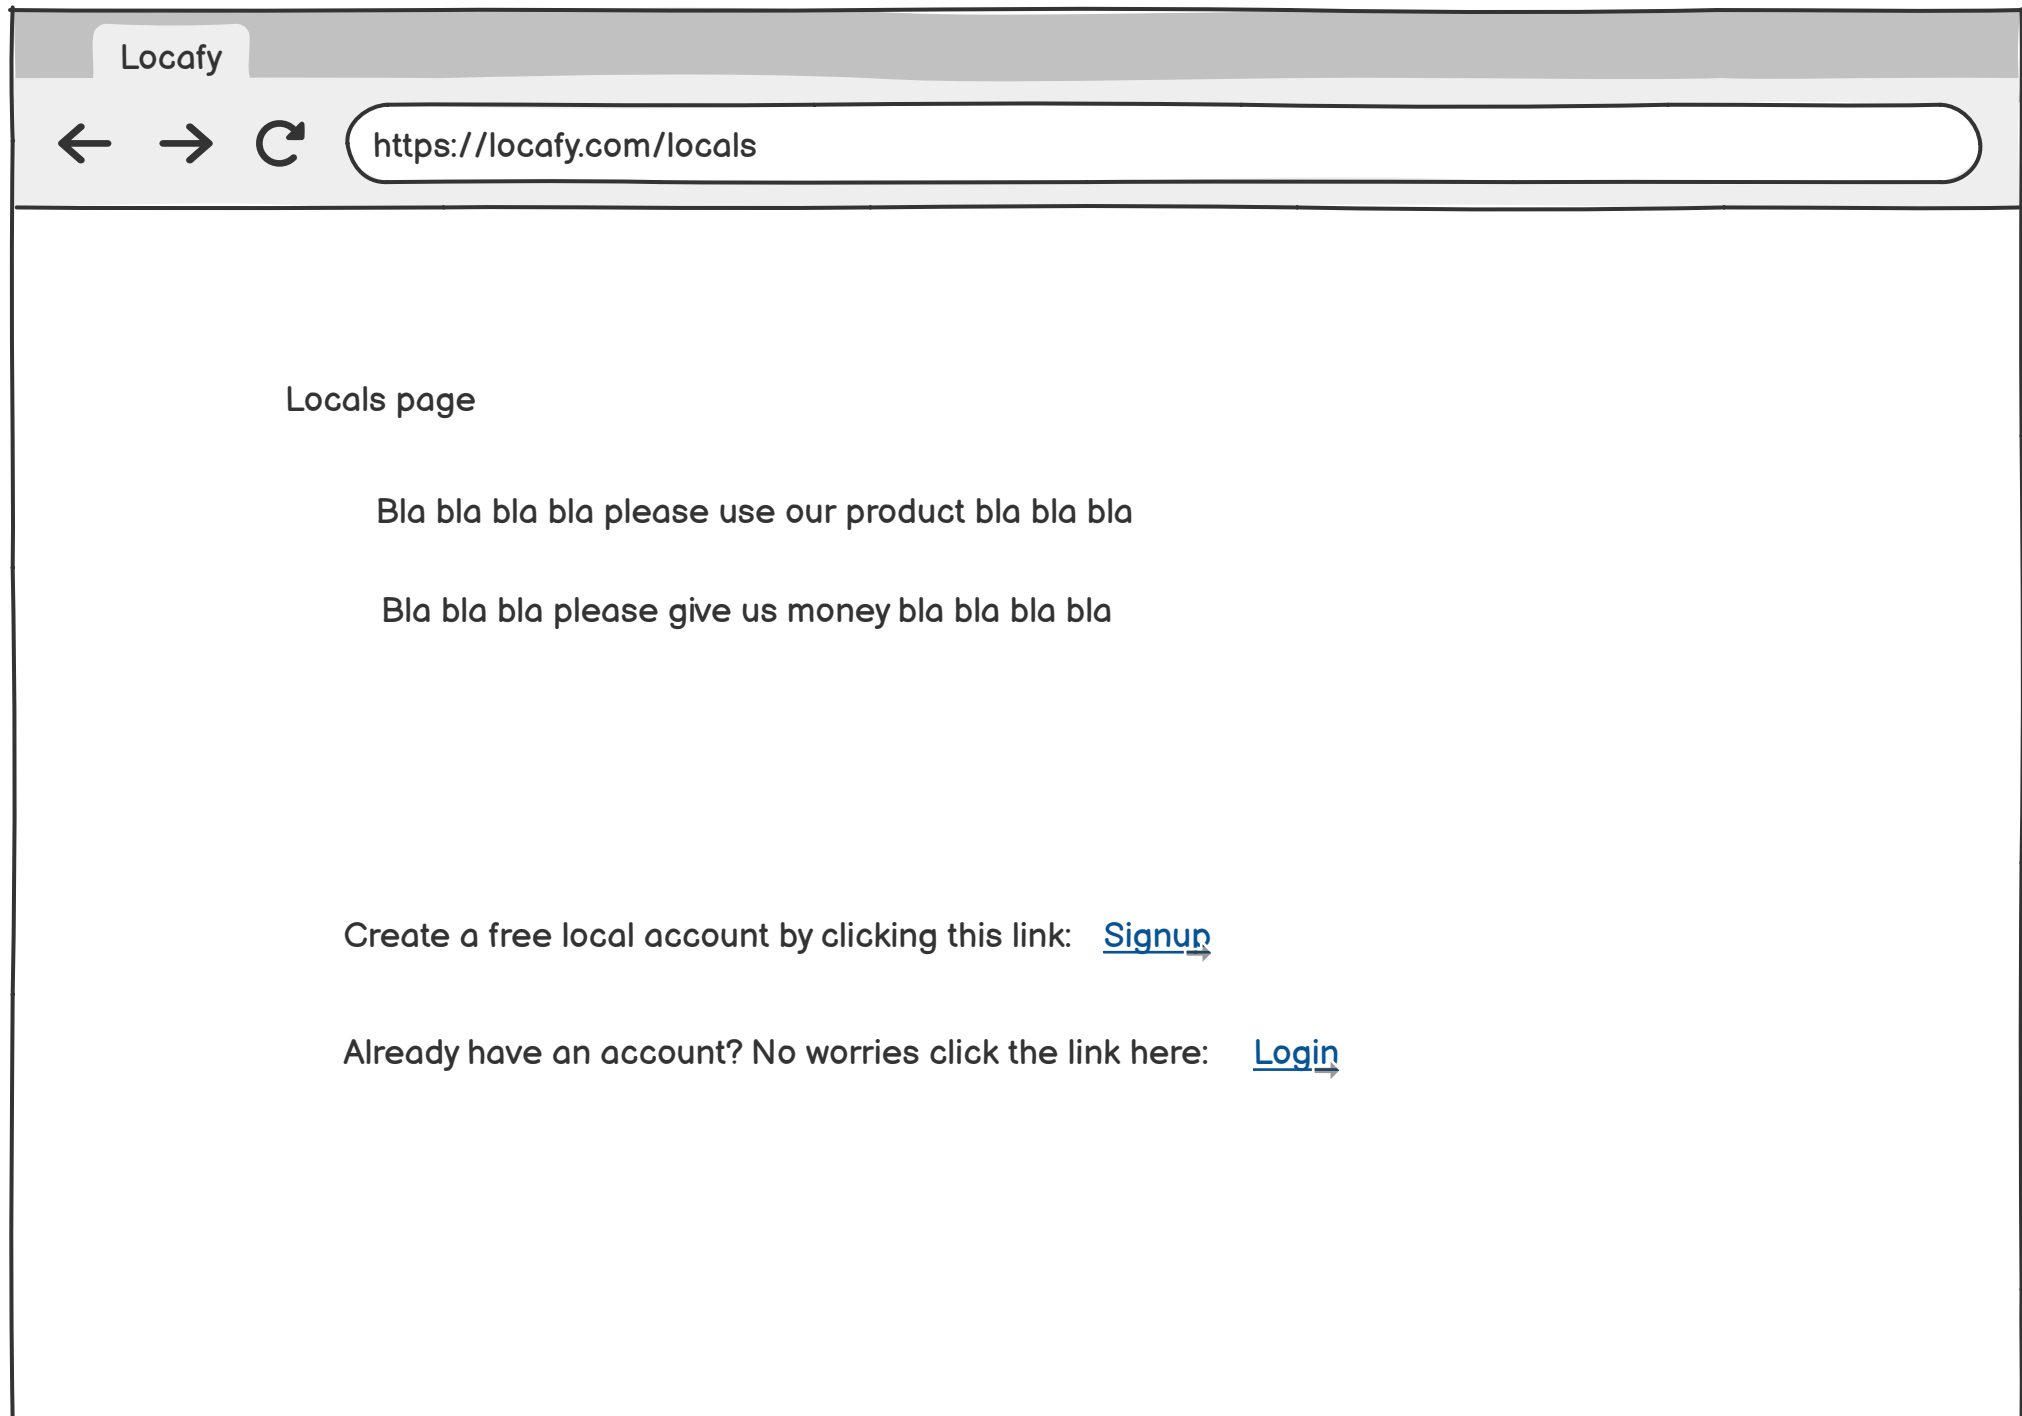 Locafy
https://locafy.com/locals
Locals page
Bla bla bla bla please use our product bla bla bla
Bla bla bla please give us money bla bla bla bla
Create a free local account by clicking this link: Signup
Already have an account? No worries click the link here: Login